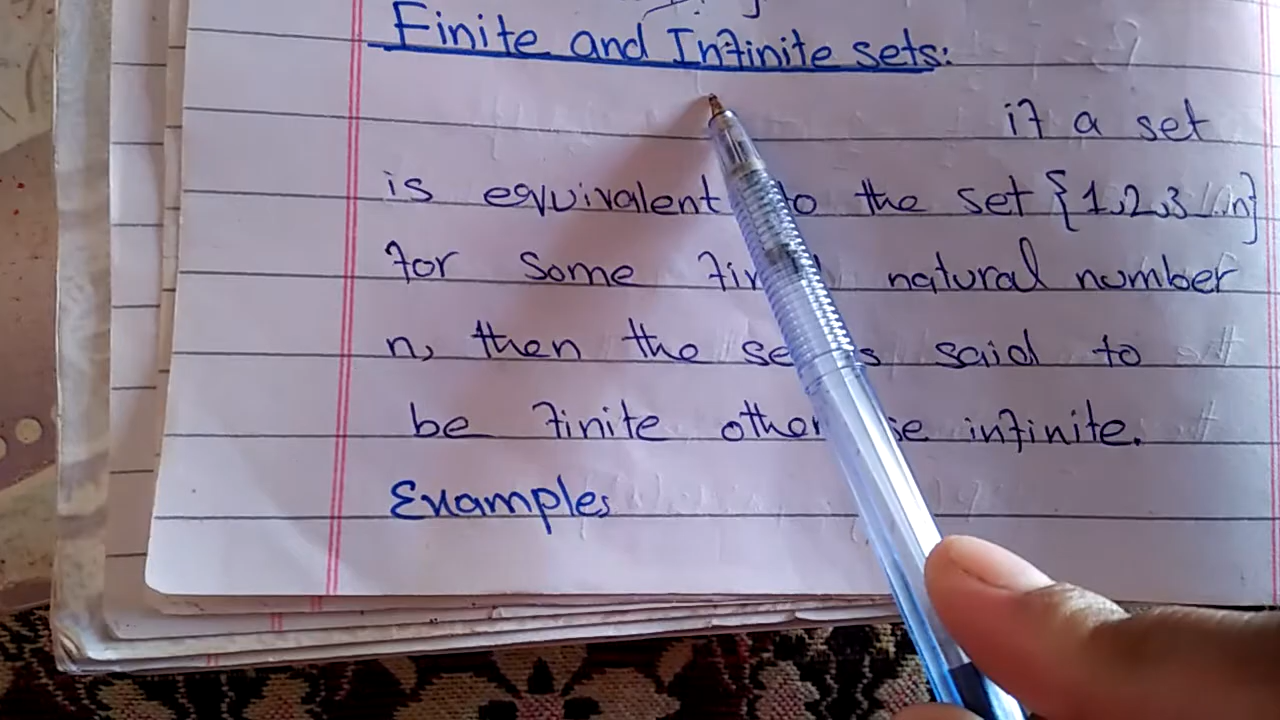 Finite and Infinite sets:
if a set
is equivalent to the set {1,2,3...n}
for some natural number
n, then the said to
be finite infinite.
Examples